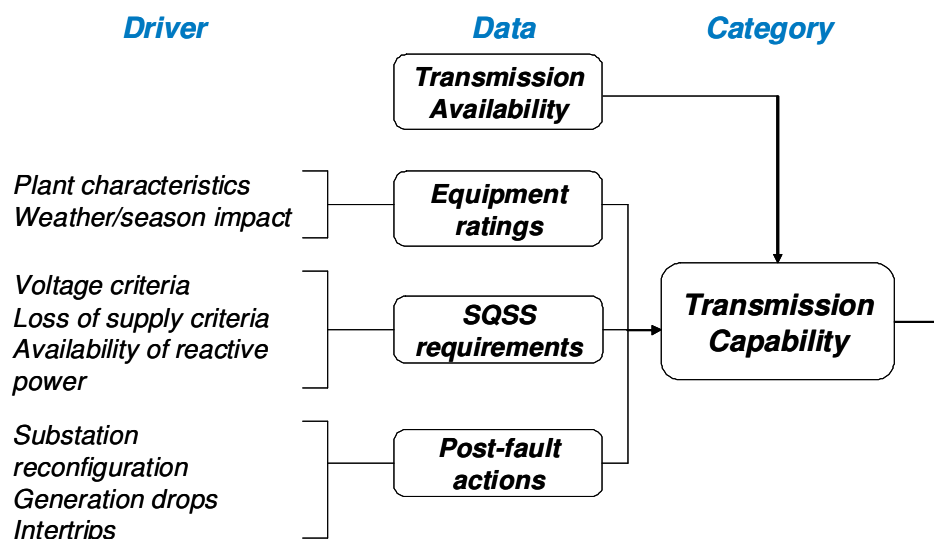 Driver
Data
Category
Transmission
Availability
Plant characteristics
Weather/season impact
Equipment
ratings
Voltage criteria
Loss of supply criteria
Availability of reactive
power
SQSS
requirements
Transmission
Capability
Substation
reconfiguration
Generation drops
Intertrips
Post-fault
actions